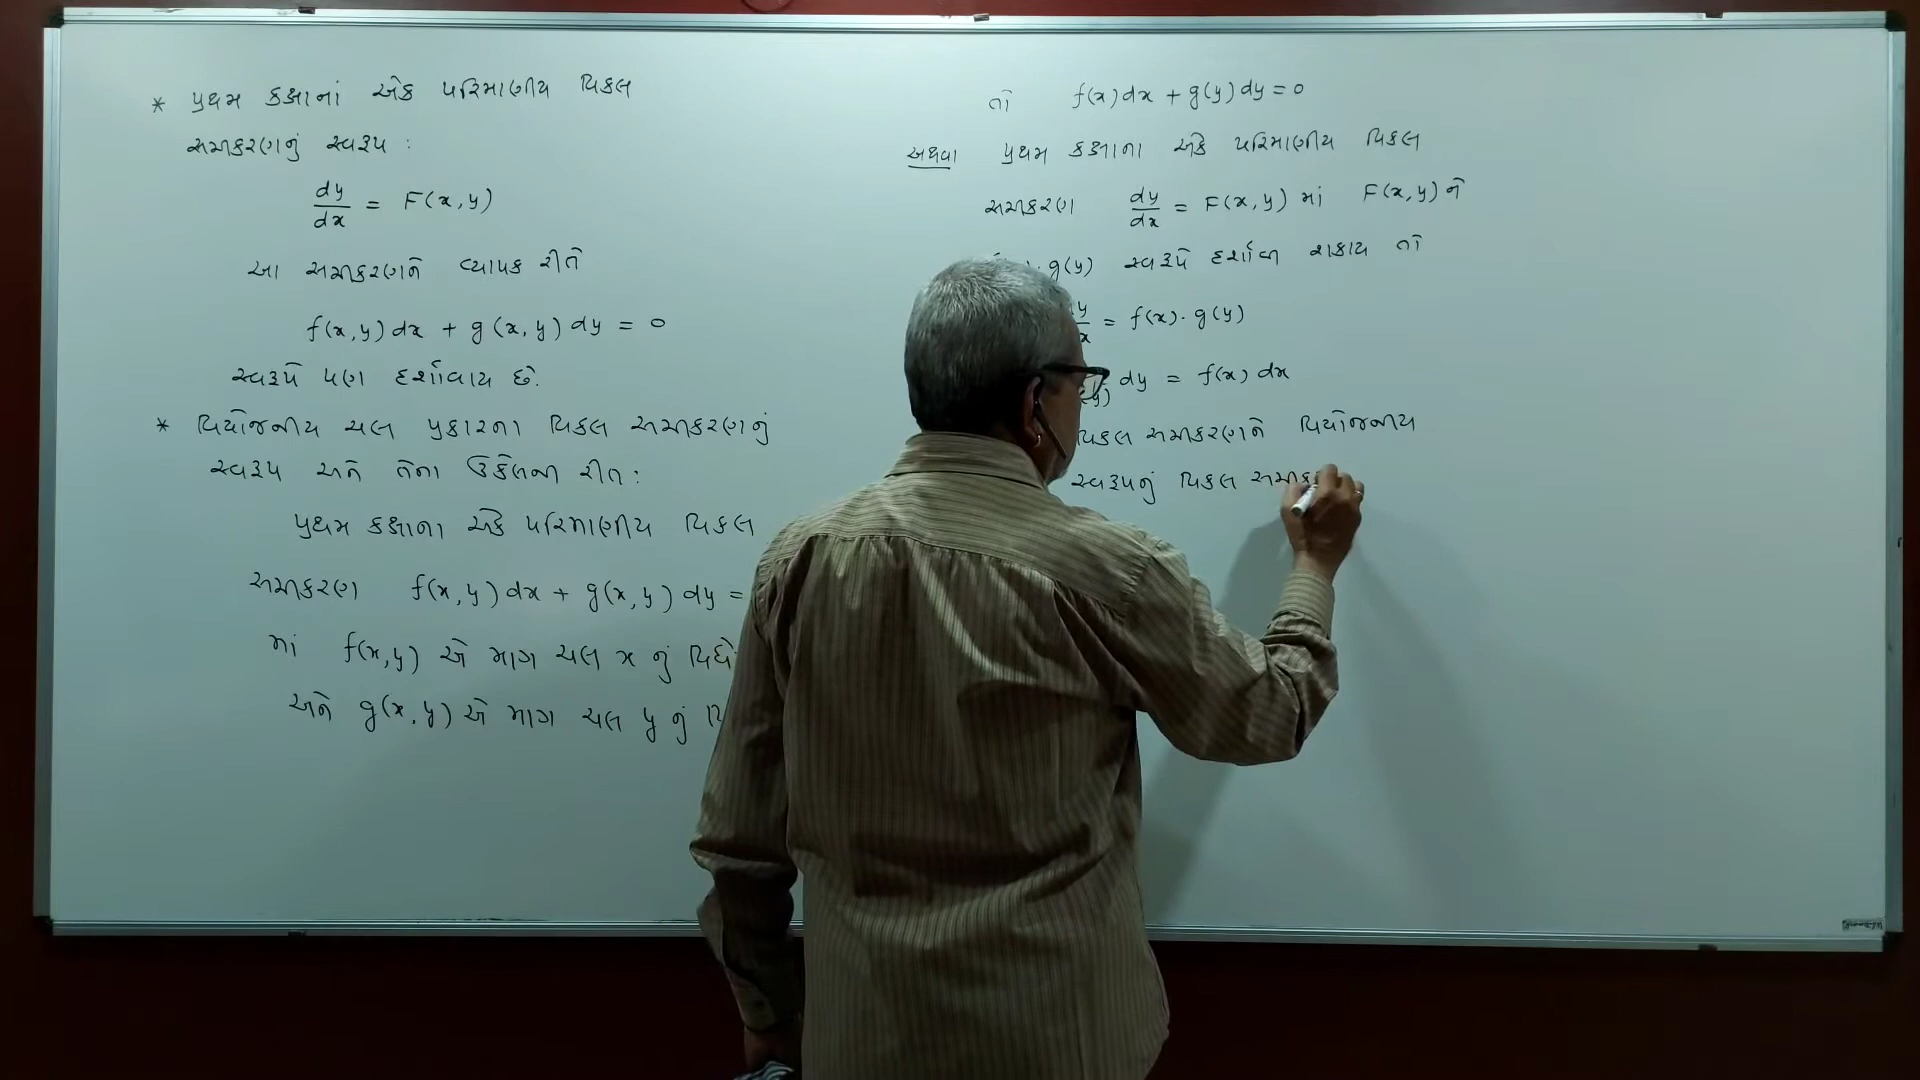 * પ્રથમ કક્ષાનાં એક પરિમાણીય વિકલ
સમીકરણનું સ્વરૂપ :
dy/dx = F(x, y)
આ સમીકરણને વ્યાપક રીતે
f(x, y) dx + g(x, y) dy = 0
સ્વરૂપે પણ દર્શાવાય છે.
* વિયોજનીય ચલ પ્રકારના વિકલ સમીકરણનું
સ્વરૂપ અને તેના ઉકેલની રીત :
પ્રથમ કક્ષાના એક પરિમાણીય વિકલ
સમીકરણ f(x, y) dx + g(x, y) dy =
માં f(x, y) એ માત્ર ચલ x નું
અને g(x, y) એ માત્ર ચલ y નું
તો f(x) dx + g(y) dy = 0
અથવા પ્રથમ કક્ષાના એક પરિમાણીય વિકલ
સમીકરણ dy/dx = F(x, y) માં F(x, y) ને
· g(y) સ્વરૂપે દર્શાવી શકાય તો
= f(x) · g(y)
dy = f(x) dx
વિકલ સમીકરણને વિયોજનીય
સ્વરૂપનું વિકલ